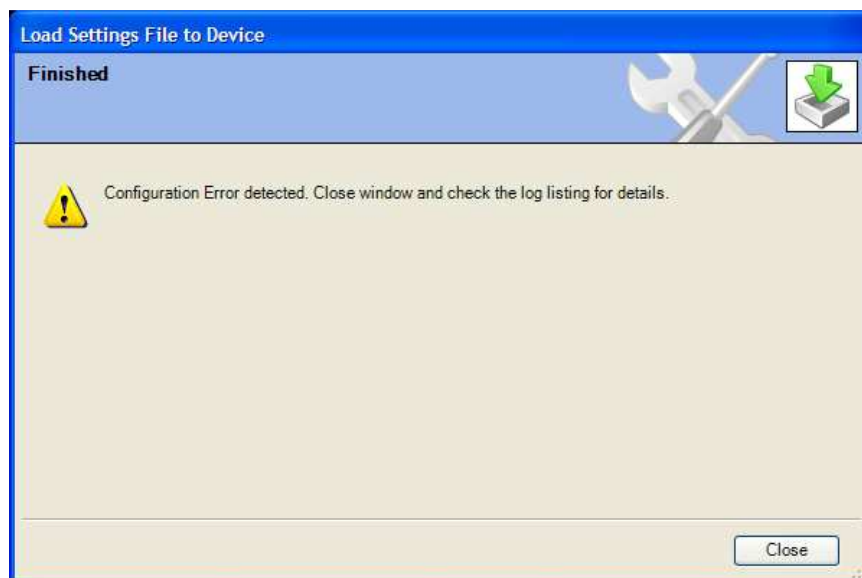 Load Settings File to Device
Finished
Configuration Error detected. Close window and check the log listing for details.
Close